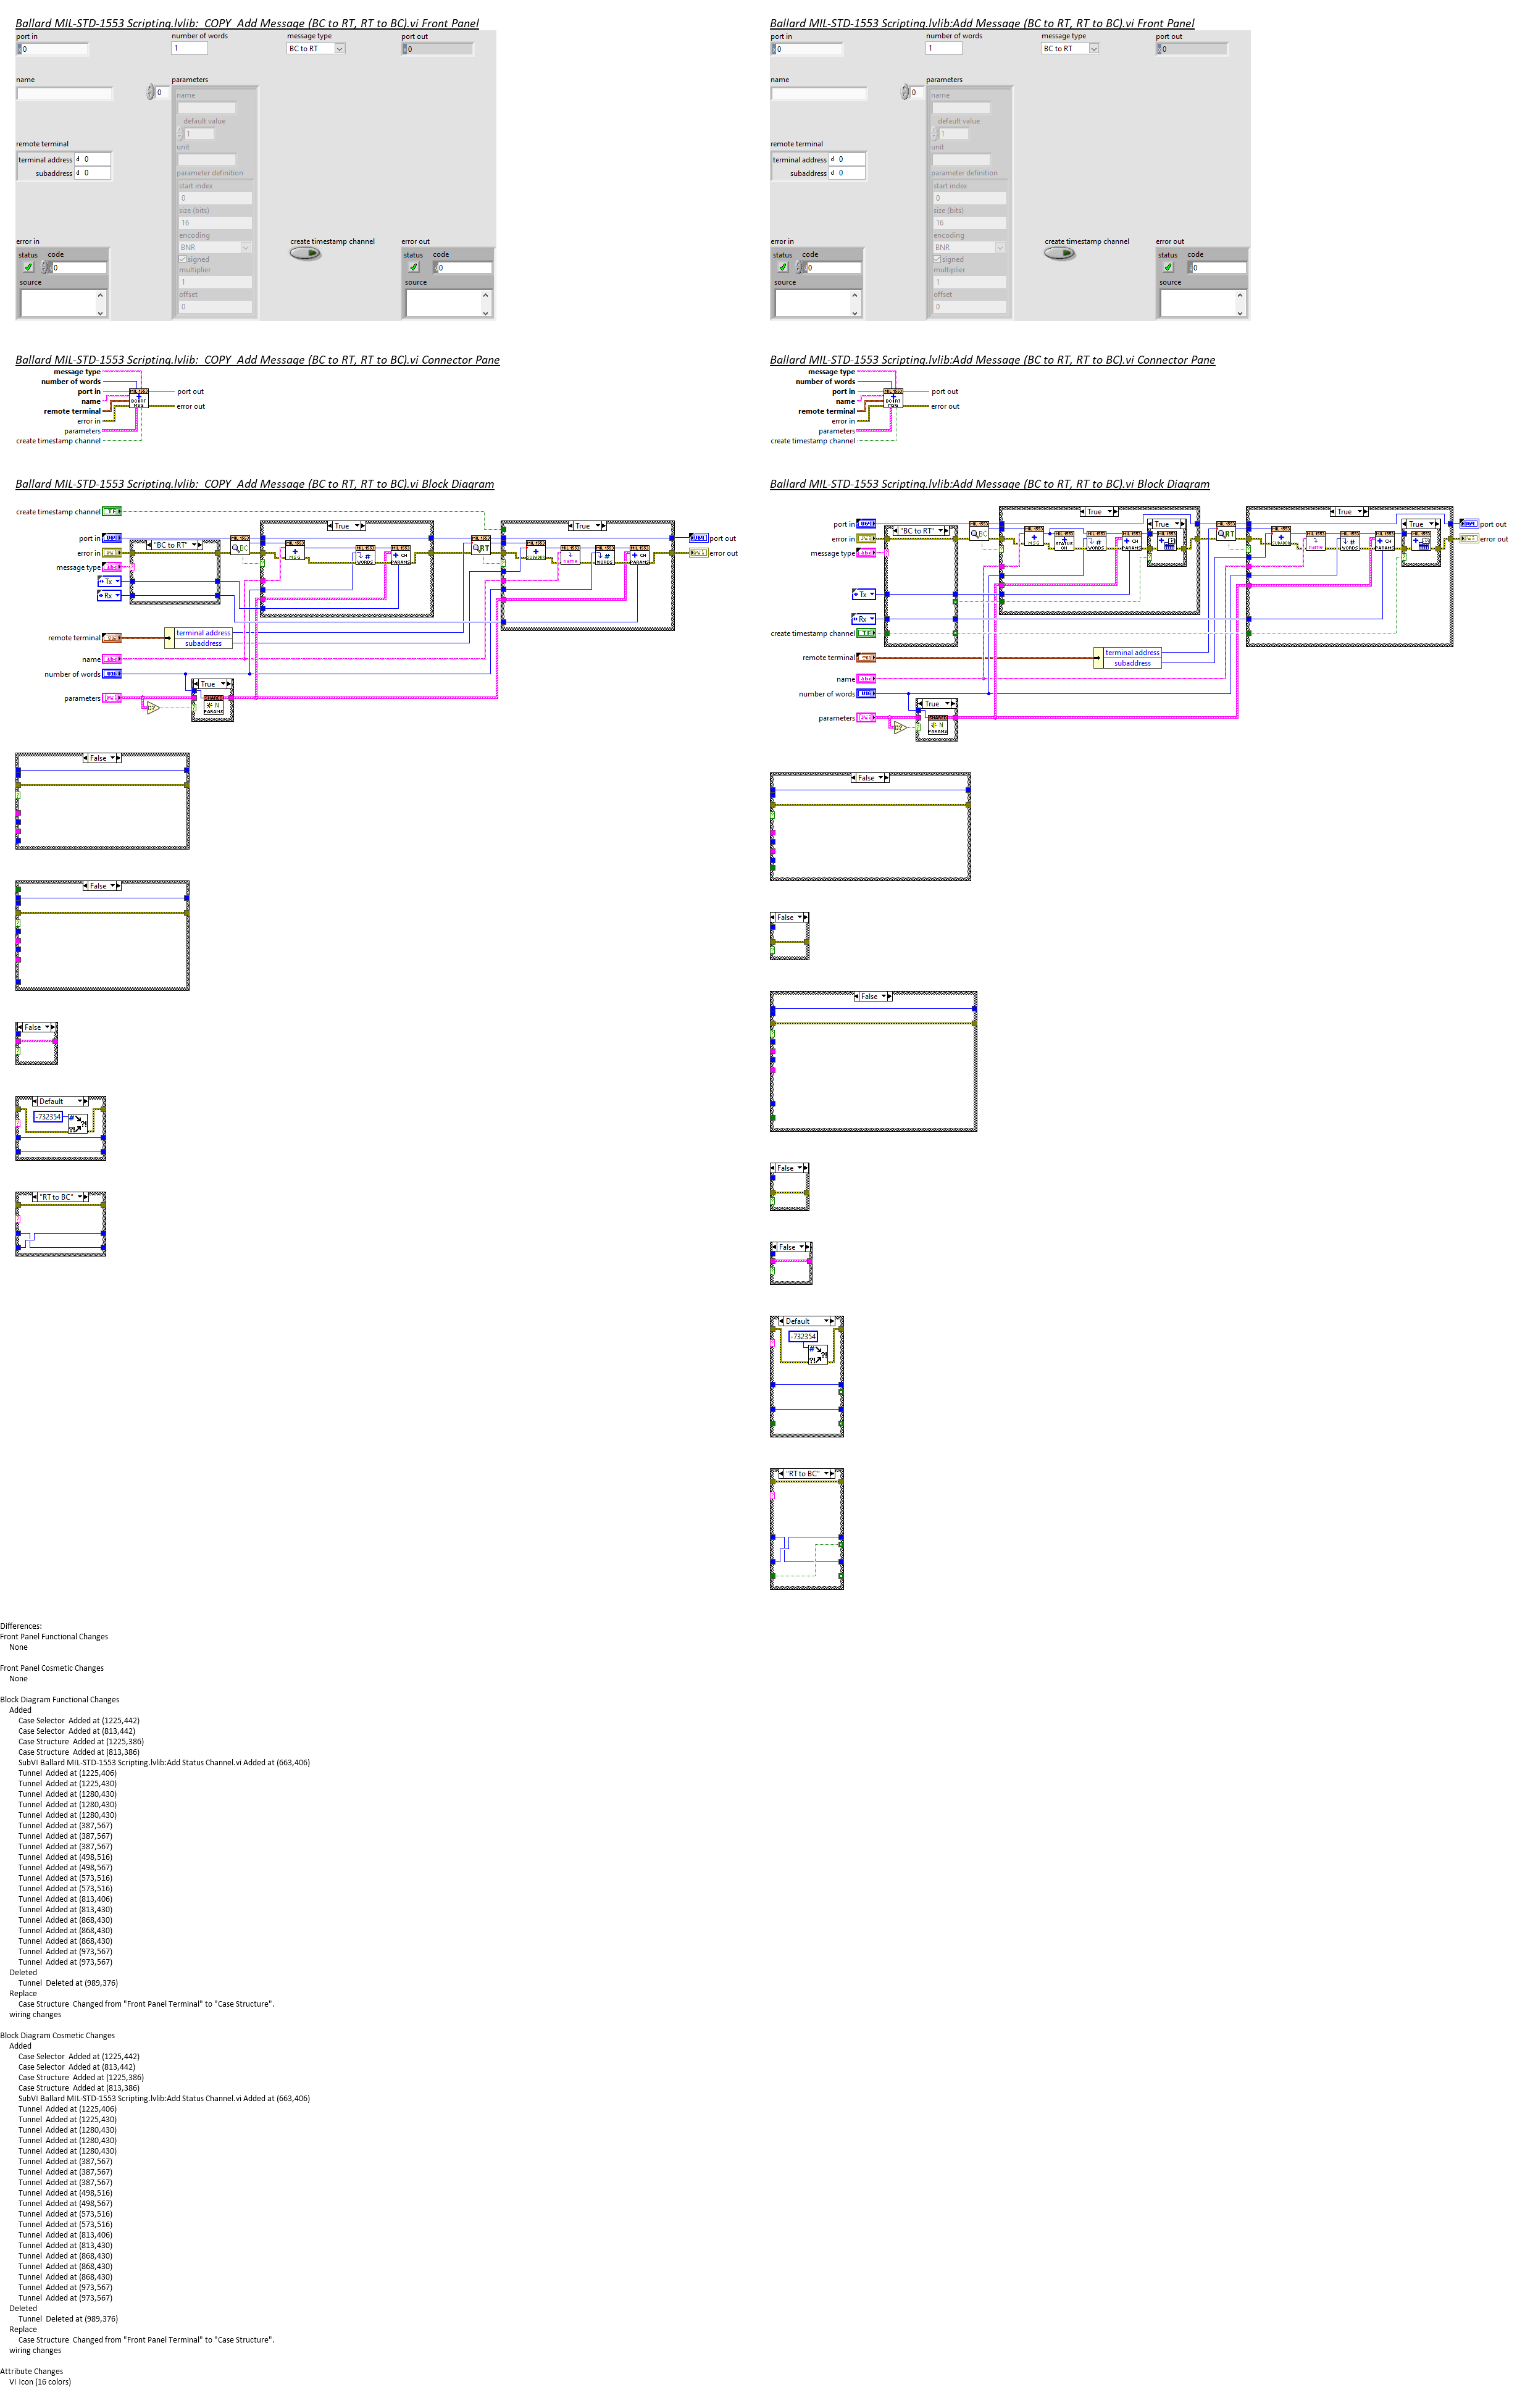 Ballard MIL-STD-1553 Scripting.lvlib:_COPY_Add Message (BC to RT, RT to BC).vi Front Panel
port in
0
number of words
1
message type
BC to RT
port out
0
name
parameters
0
name
default value
1
unit
remote terminal
terminal address d 0
subaddress d 0
parameter definition
start index
0
size (bits)
16
encoding
BNR
signed
multiplier
1
offset
0
create timestamp channel
error in
status code
0
source
error out
status code
0
source
Ballard MIL-STD-1553 Scripting.lvlib:Add Message (BC to RT, RT to BC).vi Front Panel
port in
0
number of words
1
message type
BC to RT
port out
0
name
parameters
0
name
default value
1
unit
remote terminal
terminal address d 0
subaddress d 0
parameter definition
start index
0
size (bits)
16
encoding
BNR
signed
multiplier
1
offset
0
create timestamp channel
error in
status code
0
source
error out
status code
0
source
Ballard MIL-STD-1553 Scripting.lvlib:_COPY_Add Message (BC to RT, RT to BC).vi Connector Pane
message type
number of words
port in
name
remote terminal
error in
parameters
create timestamp channel
port out
error out
Ballard MIL-STD-1553 Scripting.lvlib:Add Message (BC to RT, RT to BC).vi Connector Pane
message type
number of words
port in
name
remote terminal
error in
parameters
create timestamp channel
port out
error out
Ballard MIL-STD-1553 Scripting.lvlib:_COPY_Add Message (BC to RT, RT to BC).vi Block Diagram
create timestamp channel
port in
error in
message type
Tx
Rx
"BC to RT"
BC
True
RT
True
port out
error out
remote terminal
terminal address
subaddress
name
number of words
parameters
True
False
False
False
Default
-732354
"RT to BC"
Ballard MIL-STD-1553 Scripting.lvlib:Add Message (BC to RT, RT to BC).vi Block Diagram
port in
error in
message type
"BC to RT"
BC
True
True
RT
True
True
port out
error out
Tx
Rx
create timestamp channel
remote terminal
terminal address
subaddress
name
number of words
parameters
True
False
False
False
False
False
Default
-732354
"RT to BC"
Differences:
Front Panel Functional Changes
None
Front Panel Cosmetic Changes
None
Block Diagram Functional Changes
Added
Case Selector Added at (1225,442)
Case Selector Added at (813,442)
Case Structure Added at (1225,386)
Case Structure Added at (813,386)
SubVI Ballard MIL-STD-1553 Scripting.lvlib:Add Status Channel.vi Added at (663,406)
Tunnel Added at (1225,406)
Tunnel Added at (1225,430)
Tunnel Added at (1280,430)
Tunnel Added at (1280,430)
Tunnel Added at (1280,430)
Tunnel Added at (387,567)
Tunnel Added at (387,567)
Tunnel Added at (387,567)
Tunnel Added at (498,516)
Tunnel Added at (498,567)
Tunnel Added at (573,516)
Tunnel Added at (573,516)
Tunnel Added at (813,406)
Tunnel Added at (813,430)
Tunnel Added at (868,430)
Tunnel Added at (868,430)
Tunnel Added at (868,430)
Tunnel Added at (973,567)
Tunnel Added at (973,567)
Deleted
Tunnel Deleted at (989,376)
Replace
Case Structure Changed from "Front Panel Terminal" to "Case Structure".
wiring changes
Block Diagram Cosmetic Changes
Added
Case Selector Added at (1225,442)
Case Selector Added at (813,442)
Case Structure Added at (1225,386)
Case Structure Added at (813,386)
SubVI Ballard MIL-STD-1553 Scripting.lvlib:Add Status Channel.vi Added at (663,406)
Tunnel Added at (1225,406)
Tunnel Added at (1225,430)
Tunnel Added at (1280,430)
Tunnel Added at (1280,430)
Tunnel Added at (1280,430)
Tunnel Added at (387,567)
Tunnel Added at (387,567)
Tunnel Added at (387,567)
Tunnel Added at (498,516)
Tunnel Added at (498,567)
Tunnel Added at (573,516)
Tunnel Added at (573,516)
Tunnel Added at (813,406)
Tunnel Added at (813,430)
Tunnel Added at (868,430)
Tunnel Added at (868,430)
Tunnel Added at (868,430)
Tunnel Added at (973,567)
Tunnel Added at (973,567)
Deleted
Tunnel Deleted at (989,376)
Replace
Case Structure Changed from "Front Panel Terminal" to "Case Structure".
wiring changes
Attribute Changes
VI Icon (16 colors)